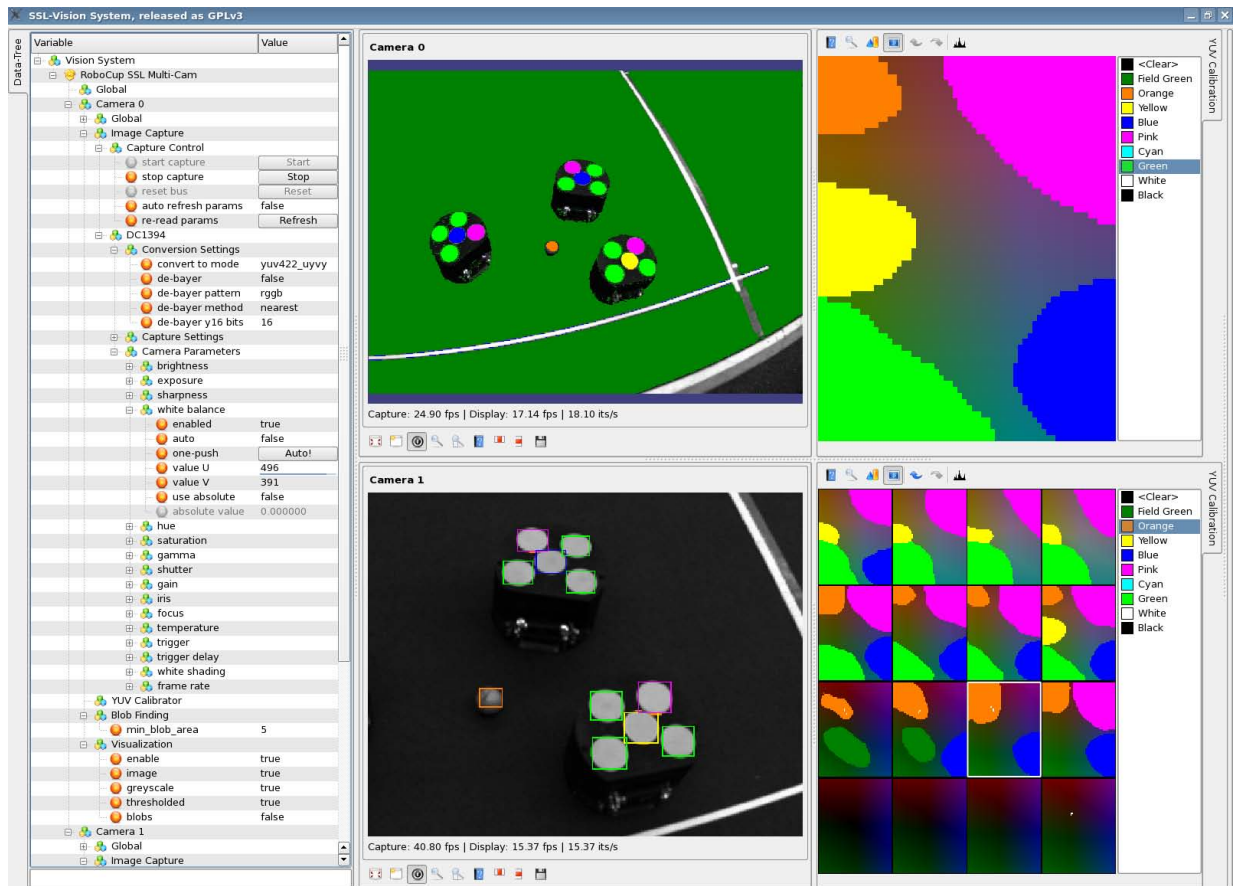 SSL-Vision System, released as GPLv3
Data-Tree
Variable Value
Vision System
RoboCup SSL Multi-Cam
Global
Camera 0
Global
Image Capture
Capture Control
start capture Start
stop capture Stop
reset bus Reset
auto refresh params false
re-read params Refresh
DC1394
Conversion Settings
convert to mode yuv422_uyvy
de-bayer false
de-bayer pattern rggb
de-bayer method nearest
de-bayer y16 bits 16
Capture Settings
Camera Parameters
brightness
exposure
sharpness
white balance
enabled true
auto false
one-push Auto!
value U 496
value V 391
use absolute false
absolute value 0.000000
hue
saturation
gamma
shutter
gain
iris
focus
temperature
trigger
trigger delay
white shading
frame rate
YUV Calibrator
Blob Finding
min_blob_area 5
Visualization
enable true
image true
greyscale true
thresholded true
blobs false
Camera 1
Global
Image Capture
Camera 0
Capture: 24.90 fps | Display: 17.14 fps | 18.10 its/s
Camera 1
Capture: 40.80 fps | Display: 15.37 fps | 15.37 its/s
<Clear>
Field Green
Orange
Yellow
Blue
Pink
Cyan
Green
White
Black
YUV Calibration
<Clear>
Field Green
Orange
Yellow
Blue
Pink
Cyan
Green
White
Black
YUV Calibration